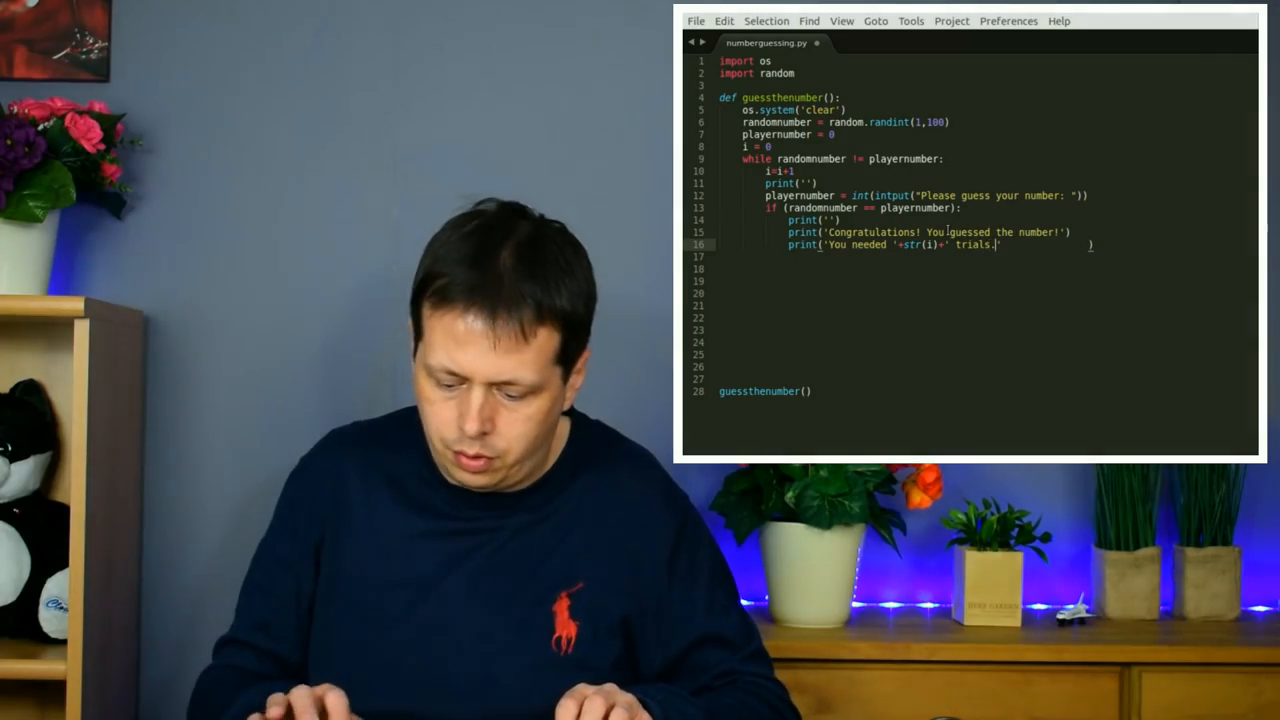 File Edit Selection Find View Goto Tools Project Preferences Help
numberguessing.py
1 import os
2 import random
3
4 def guessthenumber():
5 os.system('clear')
6 randomnumber = random.randint(1,100)
7 playernumber = 0
8 i = 0
9 while randomnumber != playernumber:
10 i=i+1
11 print('')
12 playernumber = int(intput("Please guess your number: "))
13 if (randomnumber == playernumber):
14 print('')
15 print('Congratulations! You guessed the number!')
16 print('You needed '+str(i)+' trials.' )
17
18
19
20
21
22
23
24
25
26
27
28 guessthenumber()
HERB GARDEN